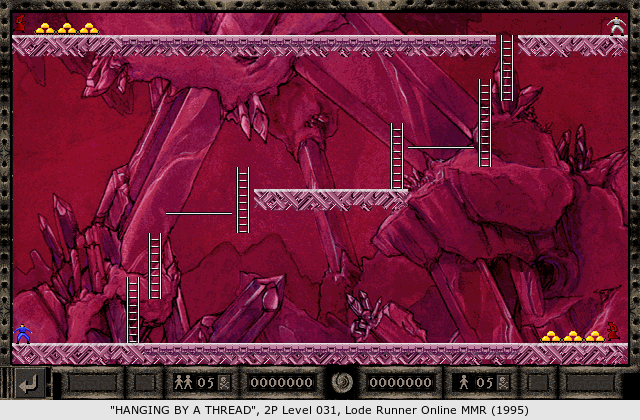 05 0000000 0000000 05
"HANGING BY A THREAD", 2P Level 031, Lode Runner Online MMR (1995)